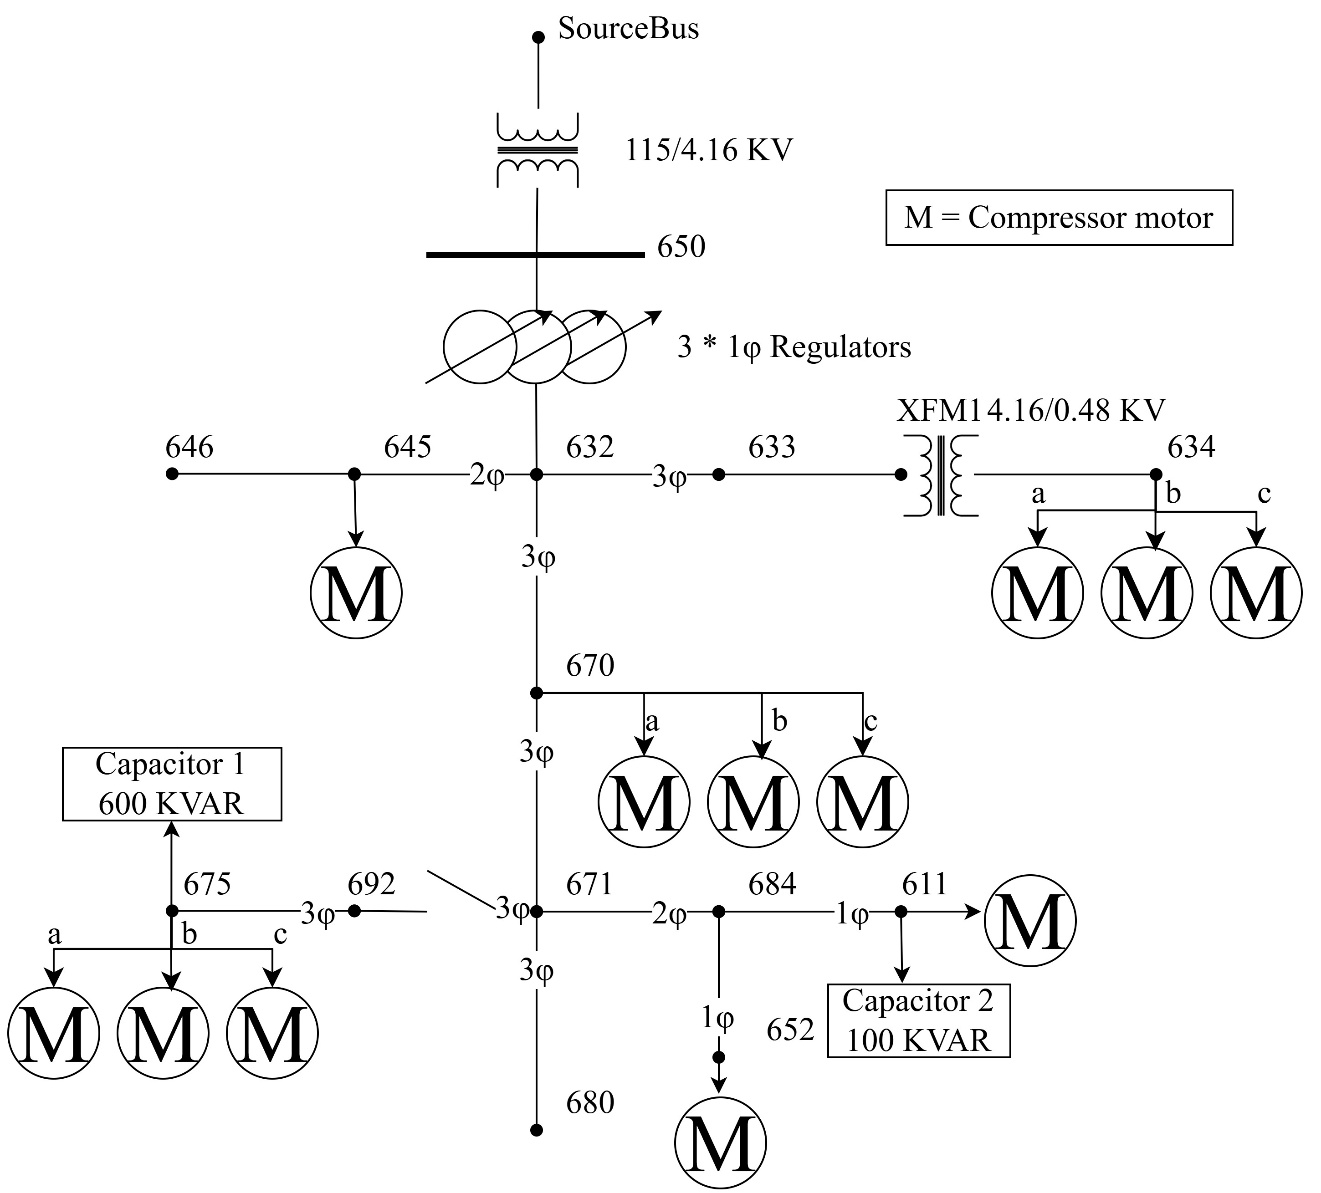 SourceBus
115/4.16 KV
M = Compressor motor
650
3 * 1φ Regulators
XFM1 4.16/0.48 KV
646
645
632
633
634
2φ
3φ
a
b
c
M
3φ
M
M
M
670
a
b
c
3φ
Capacitor 1
600 KVAR
M
M
M
675
692
671
684
611
3φ
3φ
2φ
1φ
M
a
b
c
3φ
Capacitor 2
100 KVAR
M
M
M
1φ
652
680
M